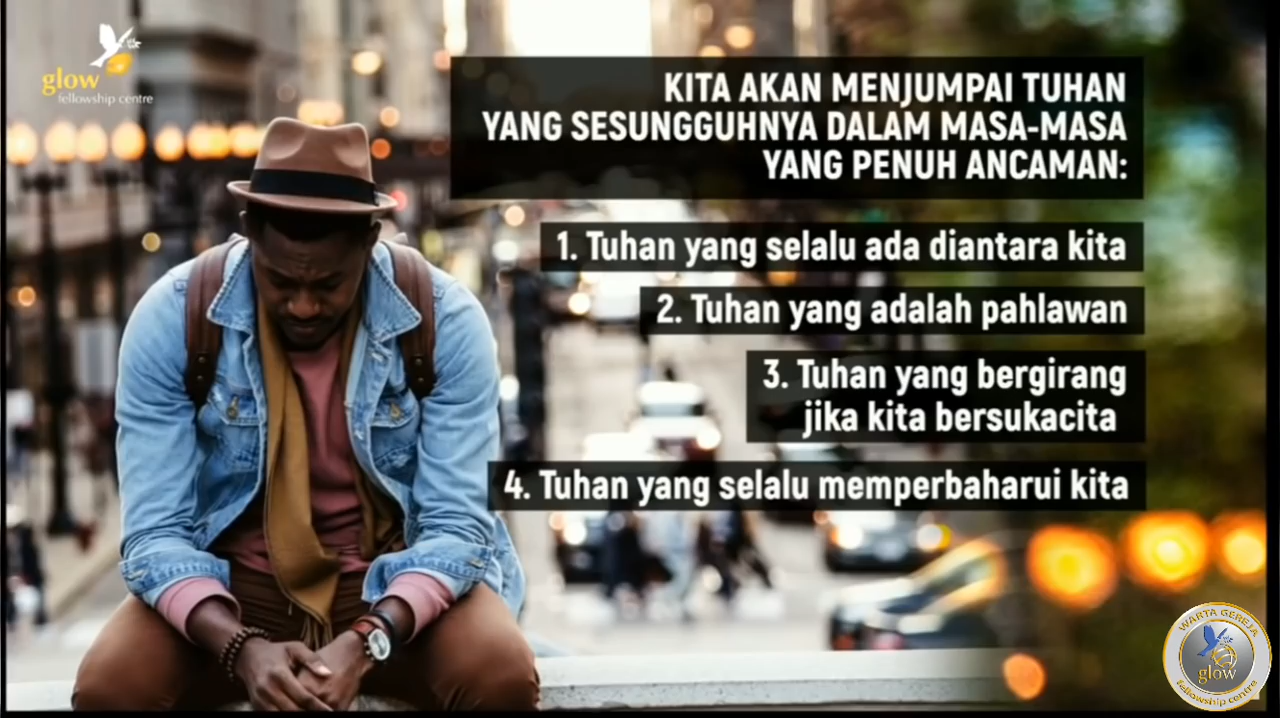 glow
fellowship centre
KITA AKAN MENJUMPAI TUHAN
YANG SESUNGGUHNYA DALAM MASA-MASA
YANG PENUH ANCAMAN:
1. Tuhan yang selalu ada diantara kita
2. Tuhan yang adalah pahlawan
3. Tuhan yang bergirang
jika kita bersukacita
4. Tuhan yang selalu memperbaharui kita
WARTA GEREJA
glow
fellowship centre